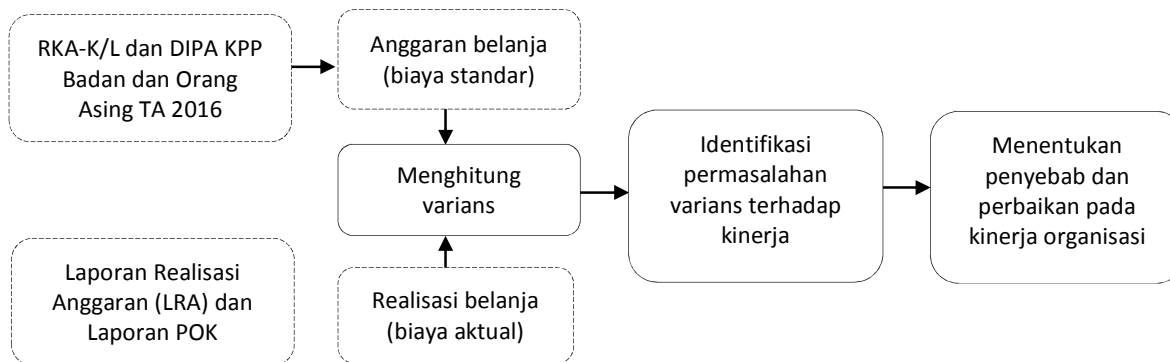 RKA-K/L dan DIPA KPP
Badan dan Orang
Asing TA 2016
Anggaran belanja
(biaya standar)
Menghitung
varians
Identifikasi
permasalahan
varians terhadap
kinerja
Menentukan
penyebab dan
perbaikan pada
kinerja organisasi
Laporan Realisasi
Anggaran (LRA) dan
Laporan POK
Realisasi belanja
(biaya aktual)